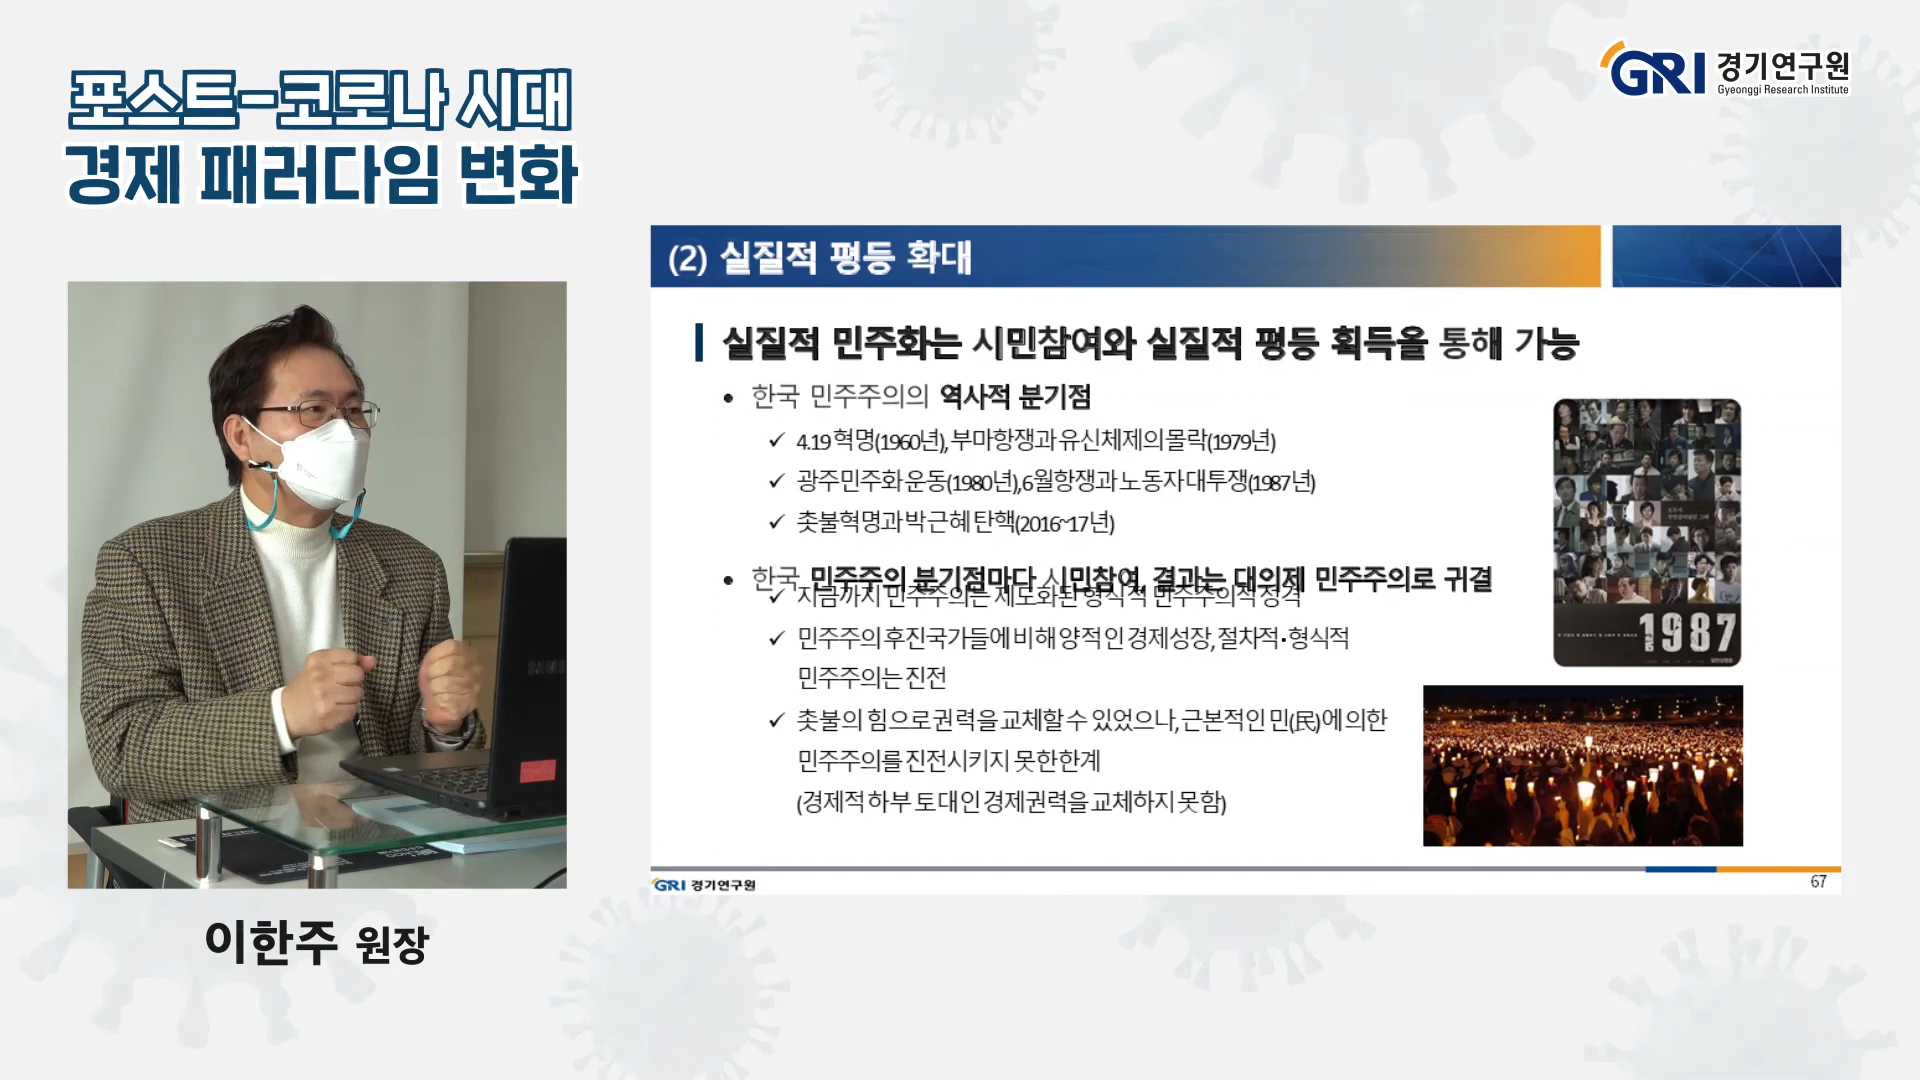 포스트-코로나 시대
경제 패러다임 변화
GRI 경기연구원
Gyeonggi Research Institute
(2) 실질적 평등 확대
실질적 민주화는 시민참여와 실질적 평등 획득을 통해 가능
• 한국 민주주의의 역사적 분기점
✓ 4.19 혁명(1960년), 부마항쟁과 유신체제의 몰락(1979년)
✓ 광주민주화 운동(1980년), 6월항쟁과 노동자대투쟁(1987년)
✓ 촛불혁명과 박근혜 탄핵(2016~17년)
• 한국 민주주의 분기점마다 시민참여, 결과는 대의제 민주주의로 귀결
✓ 지금까지 민주주의는 제도화된 형식적 민주주의적 성격
✓ 민주주의 후진국가들에 비해 양적인 경제성장, 절차적·형식적
민주주의는 진전
✓ 촛불의 힘으로 권력을 교체할 수 있었으나, 근본적인 민(民)에 의한
민주주의를 진전시키지 못한 한계
(경제적 하부 토대인 경제권력을 교체하지 못함)
1987
GRI 경기연구원
67
SAMS
이한주 원장